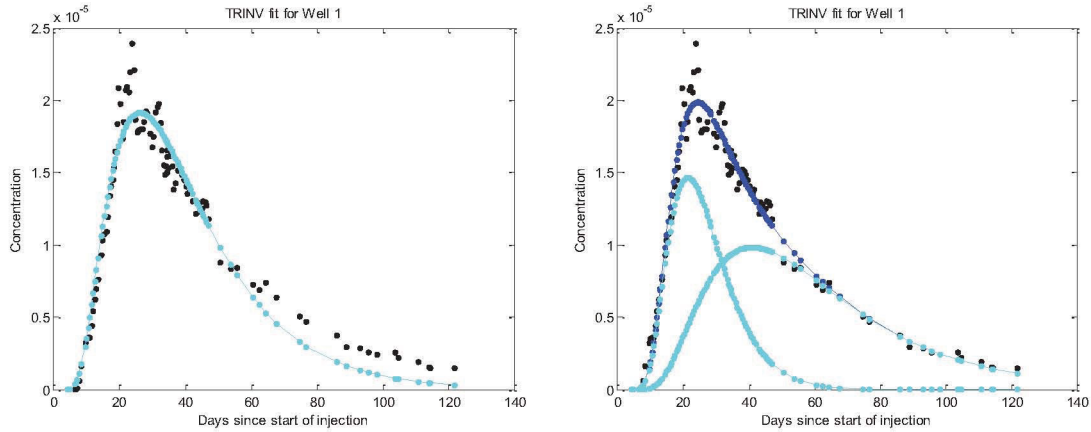 TRINV fit for Well 1
x 10⁻⁵
2.5
2
1.5
1
0.5
0
Concentration
0 20 40 60 80 100 120 140
Days since start of injection
TRINV fit for Well 1
x 10⁻⁵
2.5
2
1.5
1
0.5
0
Concentration
0 20 40 60 80 100 120 140
Days since start of injection